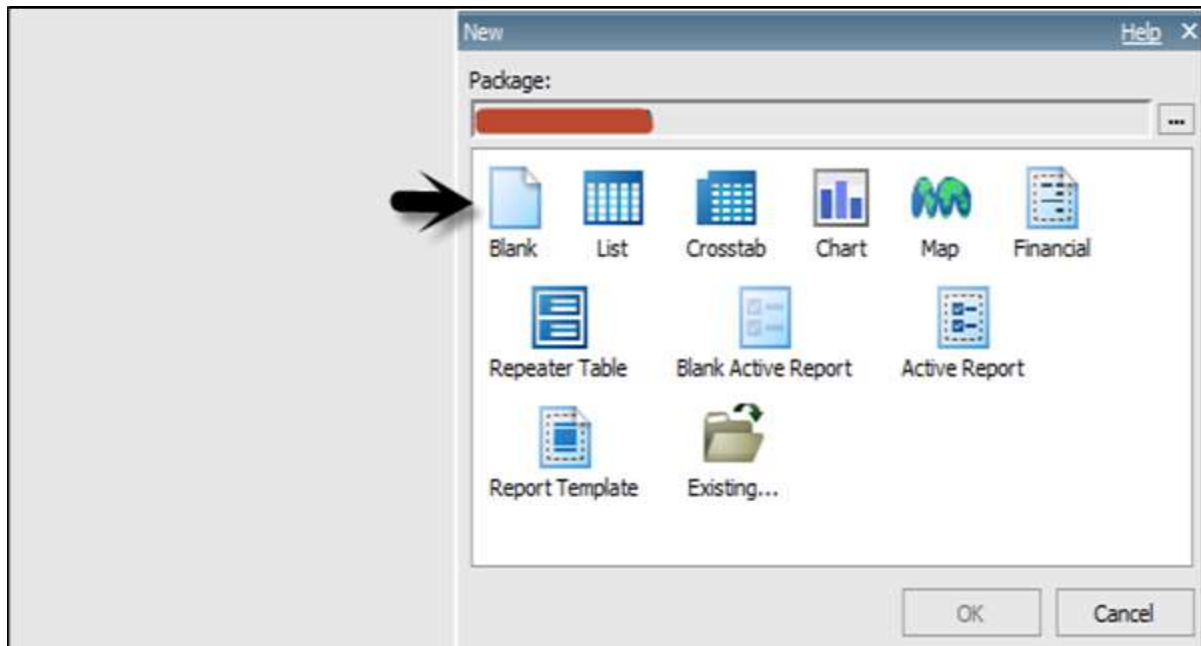 New Help X
Package:
...
Blank List Crosstab Chart Map Financial
Repeater Table Blank Active Report Active Report
Report Template Existing...
OK Cancel